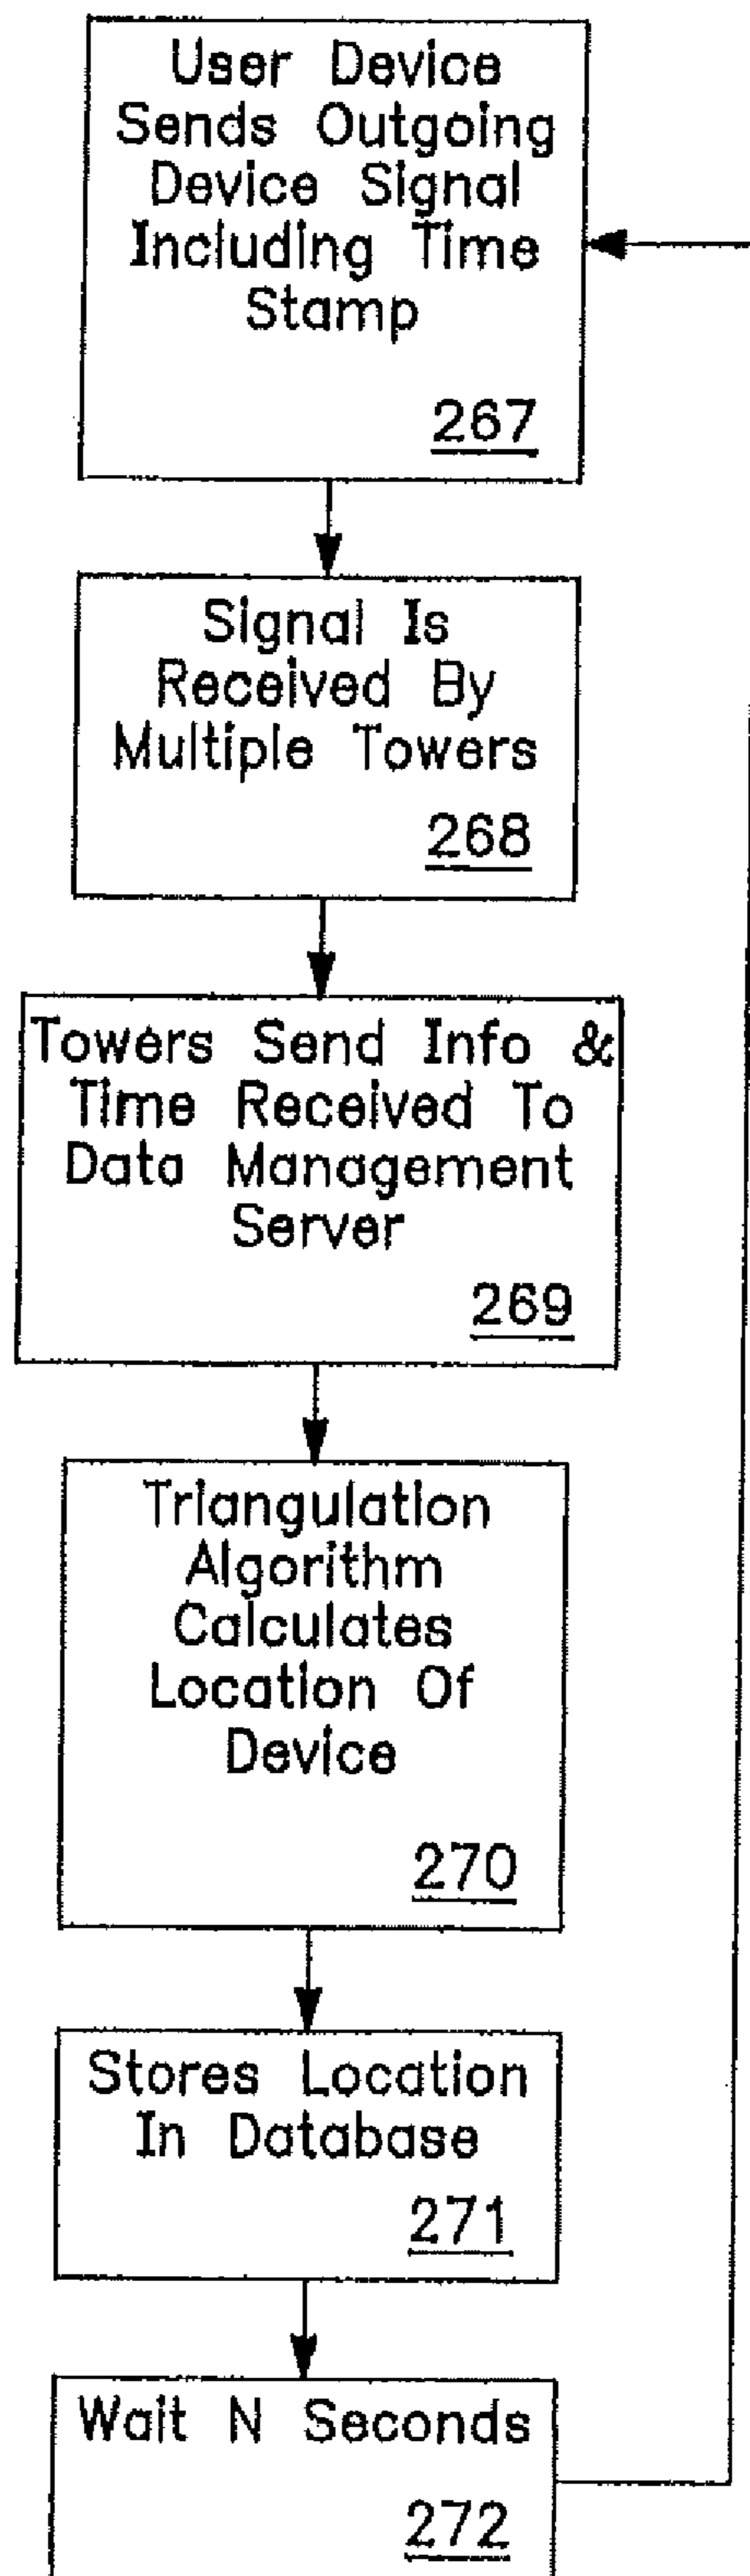 User Device
Sends Outgoing
Device Signal
Including Time
Stamp
267
Signal Is
Received By
Multiple Towers
268
Towers Send Info &
Time Received To
Data Management
Server
269
Triangulation
Algorithm
Calculates
Location Of
Device
270
Stores Location
In Database
271
Wait N Seconds
272